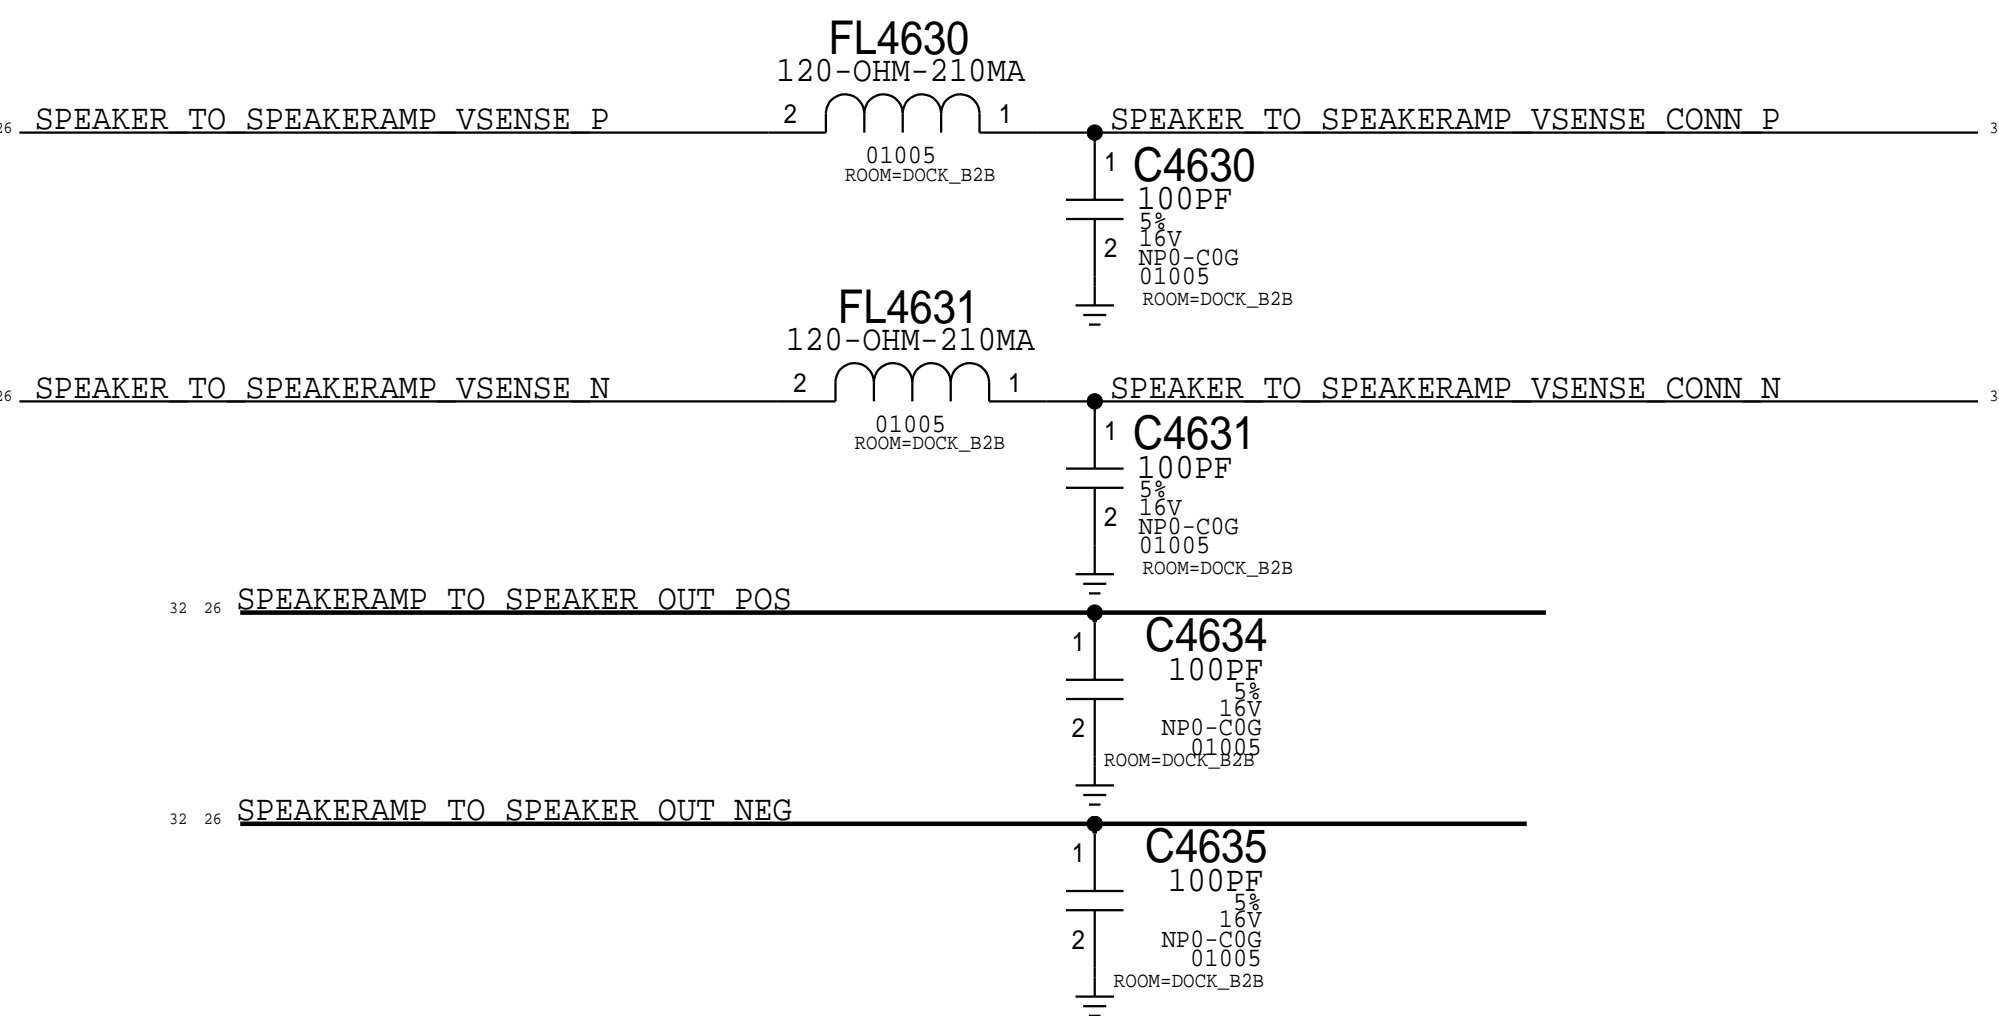 FL4630
120-OHM-210MA
26 SPEAKER_TO_SPEAKERAMP_VSENSE_P 2 1 SPEAKER_TO_SPEAKERAMP_VSENSE_CONN_P 3
01005
ROOM=DOCK_B2B
1 C4630
100PF
5%
16V
2 NP0-C0G
01005
ROOM=DOCK_B2B
FL4631
120-OHM-210MA
26 SPEAKER_TO_SPEAKERAMP_VSENSE_N 2 1 SPEAKER_TO_SPEAKERAMP_VSENSE_CONN_N 3
01005
ROOM=DOCK_B2B
1 C4631
100PF
5%
16V
2 NP0-C0G
01005
ROOM=DOCK_B2B
32 26 SPEAKERAMP_TO_SPEAKER_OUT_POS
1 C4634
100PF
5%
16V
2 NP0-C0G
01005
ROOM=DOCK_B2B
32 26 SPEAKERAMP_TO_SPEAKER_OUT_NEG
1 C4635
100PF
5%
16V
2 NP0-C0G
01005
ROOM=DOCK_B2B